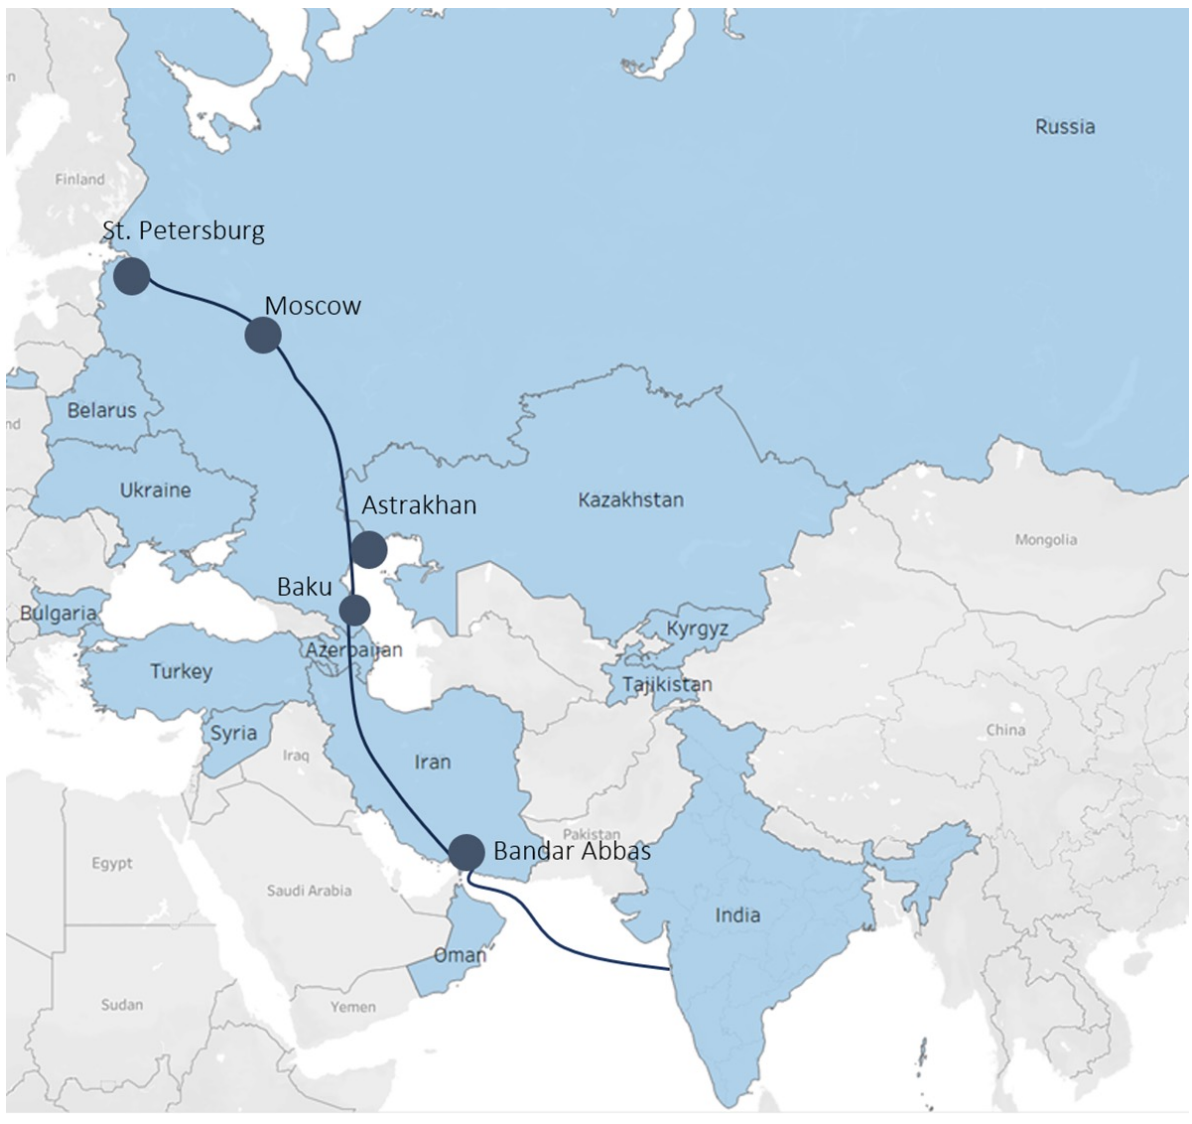 Russia
n
Finland
St. Petersburg
Moscow
Belarus
nd
Ukraine
Astrakhan
Kazakhstan
Mongolia
Baku
Bulgaria
Kyrgyz
Azerbaijan
Turkey
Tajikistan
Syria
Iraq
Iran
China
Pakistan
Bandar Abbas
Egypt
Saudi Arabia
India
Oman
Sudan
Yemen